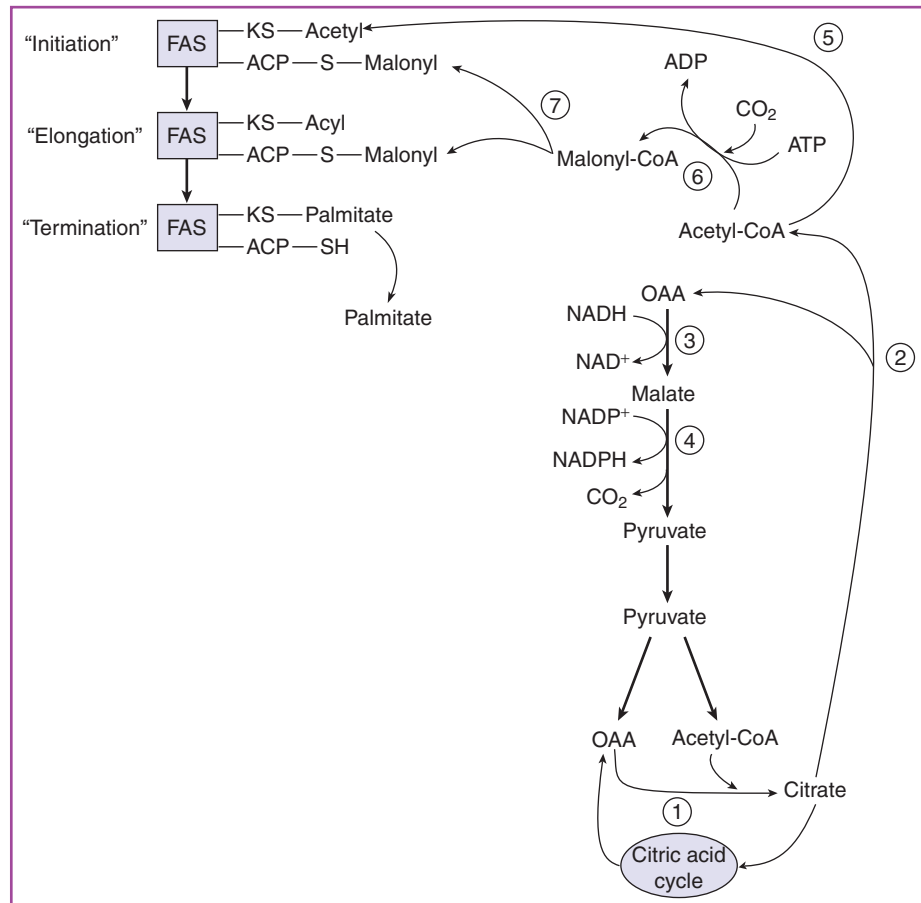 “Initiation” FAS KS Acetyl
ACP S Malonyl
“Elongation” FAS KS Acyl
ACP S Malonyl
“Termination” FAS KS Palmitate
ACP SH
Palmitate
5
ADP
CO₂
7
ATP
Malonyl-CoA
6
Acetyl-CoA
OAA
NADH
3
NAD⁺
2
Malate
NADP⁺
4
NADPH
CO₂
Pyruvate
Pyruvate
OAA Acetyl-CoA
Citrate
1
Citric acid
cycle